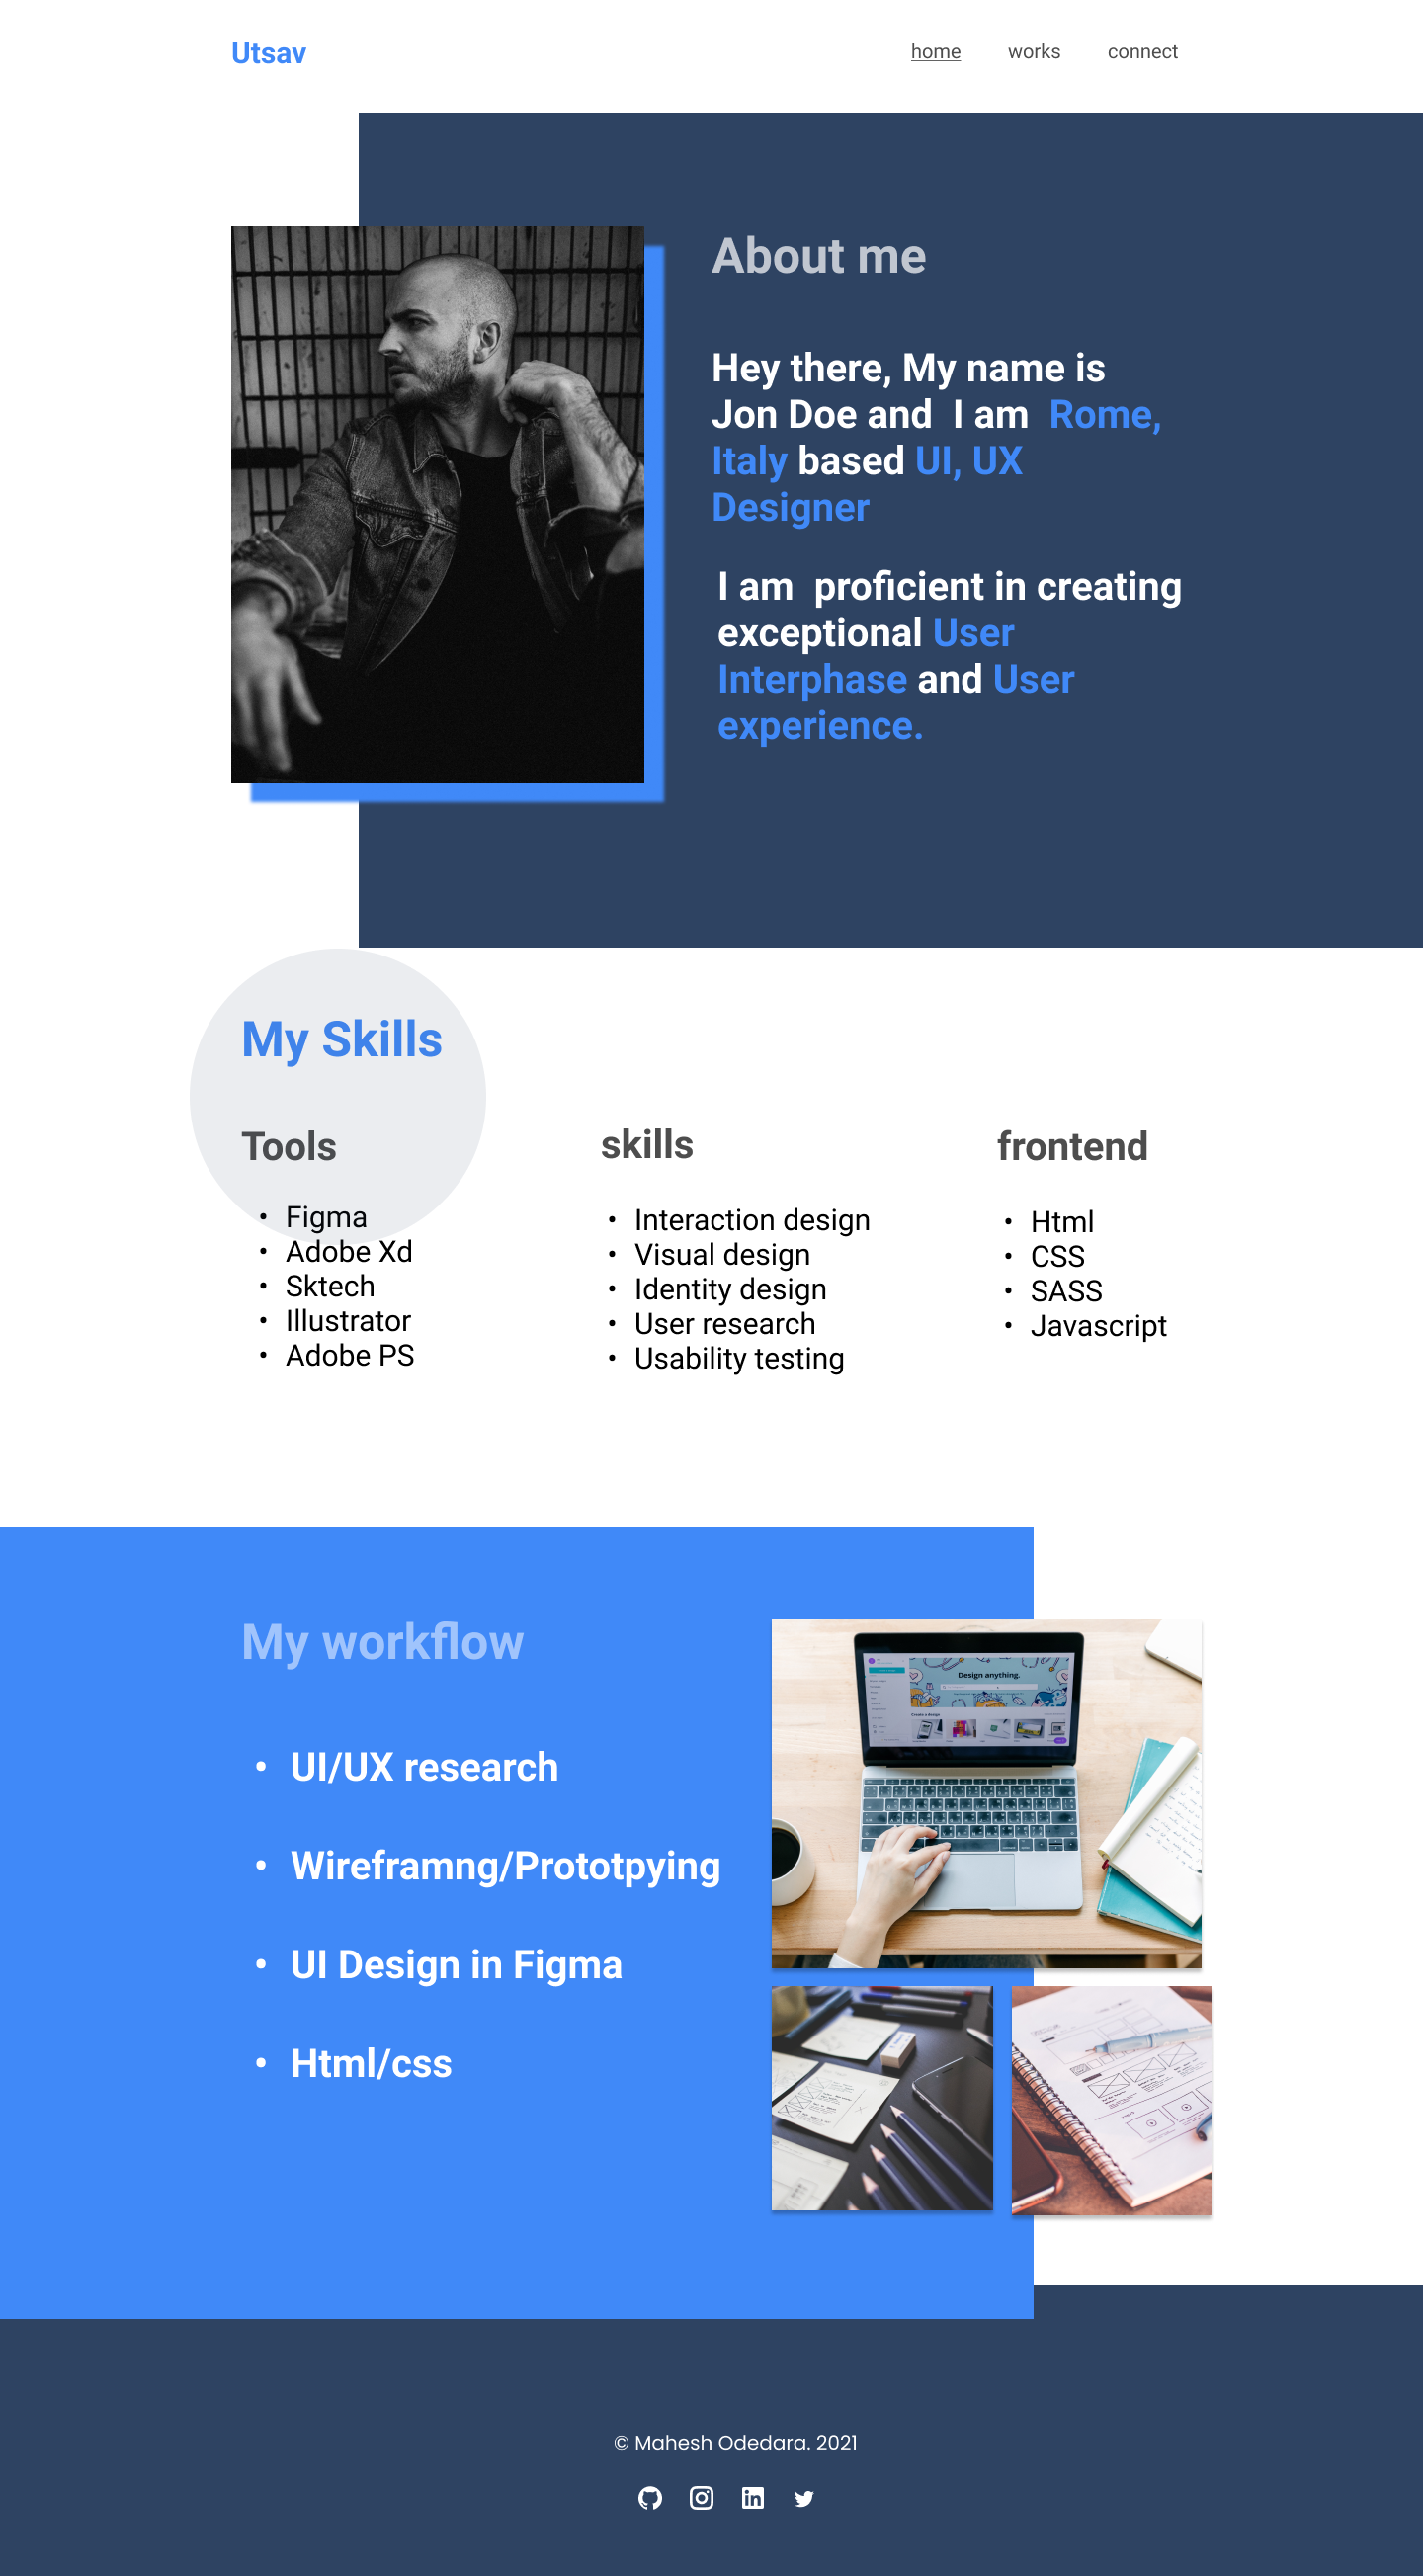 Utsav
home works connect
About me
Hey there, My name is
Jon Doe and I am Rome,
Italy based UI, UX
Designer
I am proficient in creating
exceptional User
Interphase and User
experience.
My Skills
Tools
• Figma
• Adobe Xd
• Sktech
• Illustrator
• Adobe PS
skills
• Interaction design
• Visual design
• Identity design
• User research
• Usability testing
frontend
• Html
• CSS
• SASS
• Javascript
My workflow
• UI/UX research
• Wireframng/Prototpying
• UI Design in Figma
• Html/css
Design anything.
Create a design
© Mahesh Odedara. 2021
in